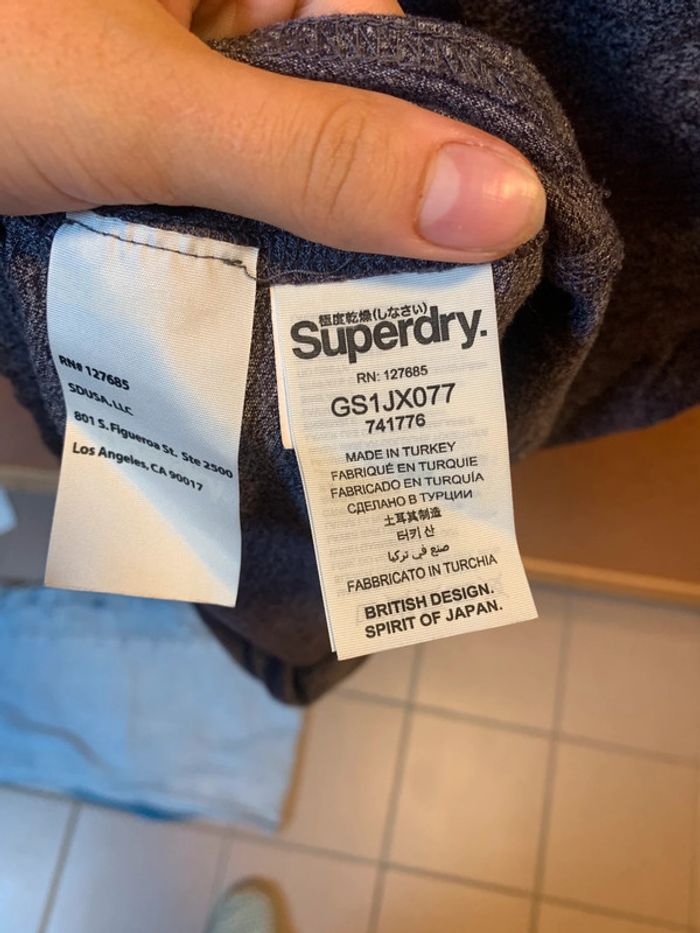 RN# 127685
SDUSA, LLC
801 S. Figueroa St. Ste 2500
Los Angeles, CA 90017
極度乾燥(しなさい)
Superdry.
RN: 127685
GS1JX077
741776
MADE IN TURKEY
FABRIQUÉ EN TURQUIE
FABRICADO EN TURQUÍA
СДЕЛАНО В ТУРЦИИ
土耳其制造
터키 산
صنع في تركيا
FABBRICATO IN TURCHIA
BRITISH DESIGN.
SPIRIT OF JAPAN.